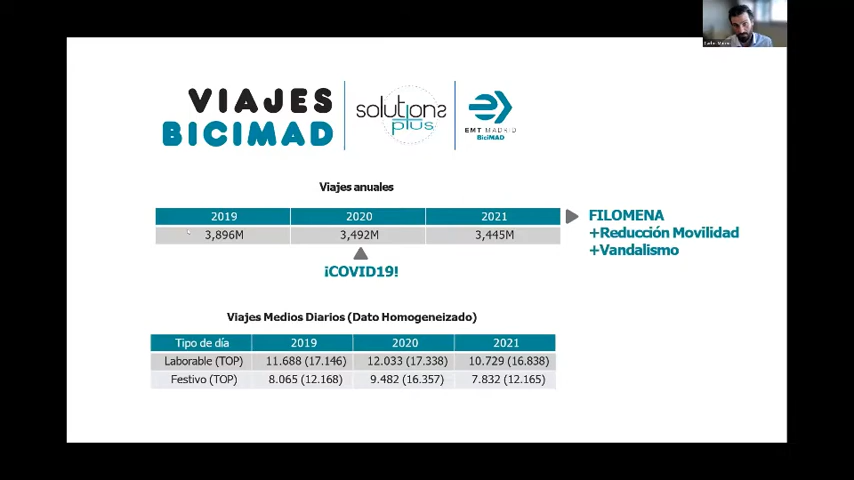 VIAJES
BICIMAD
solutions
plus
EMT MADRID
BiciMAD
Viajes anuales
2019 2020 2021
3,896M 3,492M 3,445M
FILOMENA
+Reducción Movilidad
+Vandalismo
¡COVID19!
Viajes Medios Diarios (Dato Homogeneizado)
Tipo de día 2019 2020 2021
Laborable (TOP) 11.688 (17.146) 12.033 (17.338) 10.729 (16.838)
Festivo (TOP) 8.065 (12.168) 9.482 (16.357) 7.832 (12.165)